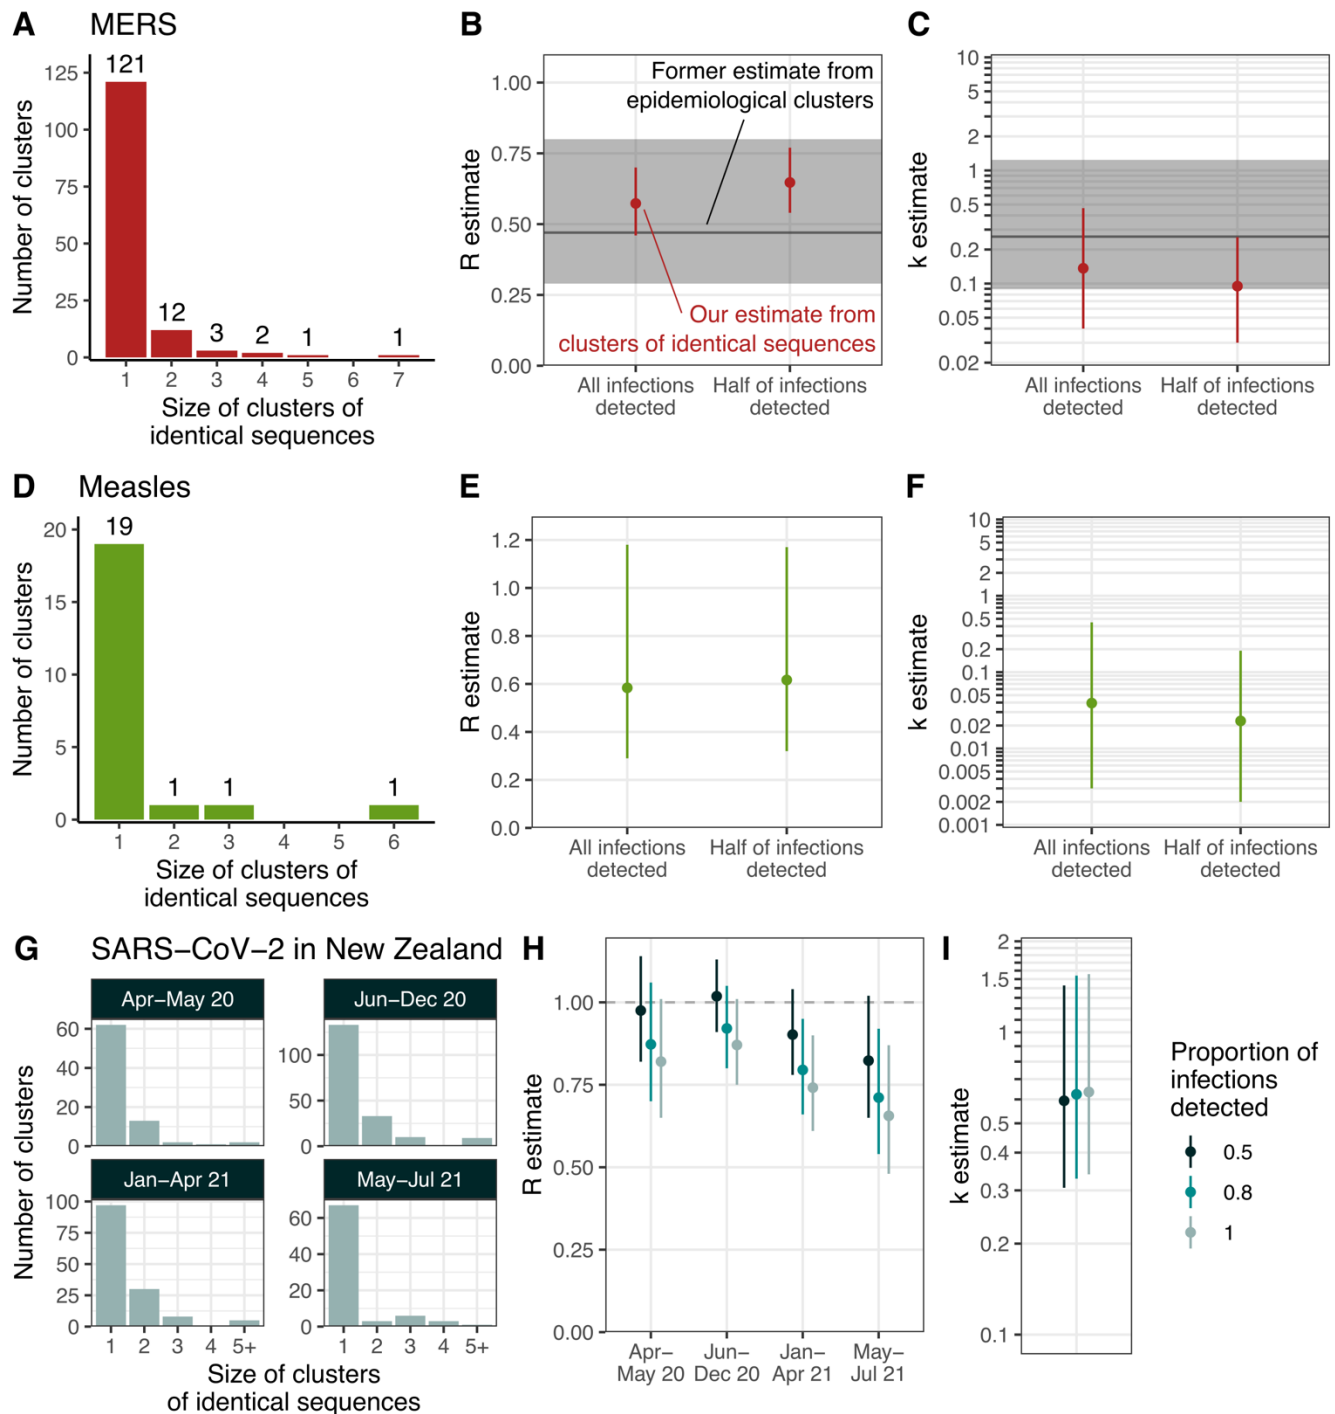 A MERS
121
12
3
2
1
1
125
100
75
50
25
0
Number of clusters
1 2 3 4 5 6 7
Size of clusters of
identical sequences
B
Former estimate from
epidemiological clusters
Our estimate from
clusters of identical sequences
1.00
0.75
0.50
0.25
0.00
R estimate
All infections
detected
Half of infections
detected
C
10
5
2
1
0.5
0.2
0.1
0.05
0.02
k estimate
All infections
detected
Half of infections
detected
D Measles
19
1
1
1
20
15
10
5
0
Number of clusters
1 2 3 4 5 6
Size of clusters of
identical sequences
E
1.2
1.0
0.8
0.6
0.4
0.2
0.0
R estimate
All infections
detected
Half of infections
detected
F
10
5
2
1
0.5
0.2
0.1
0.05
0.02
0.01
0.005
0.002
0.001
k estimate
All infections
detected
Half of infections
detected
G SARS−CoV−2 in New Zealand
Apr−May 20
60
40
20
0
Jun−Dec 20
100
50
0
Jan−Apr 21
100
75
50
25
0
1 2 3 4 5+
May−Jul 21
60
40
20
0
1 2 3 4 5+
Number of clusters
Size of clusters
of identical sequences
H
1.00
0.75
0.50
0.25
0.00
R estimate
Apr−
May 20
Jun−
Dec 20
Jan−
Apr 21
May−
Jul 21
I
2
1.5
1
0.5
0.4
0.3
0.2
0.1
k estimate
Proportion of
infections
detected
0.5
0.8
1